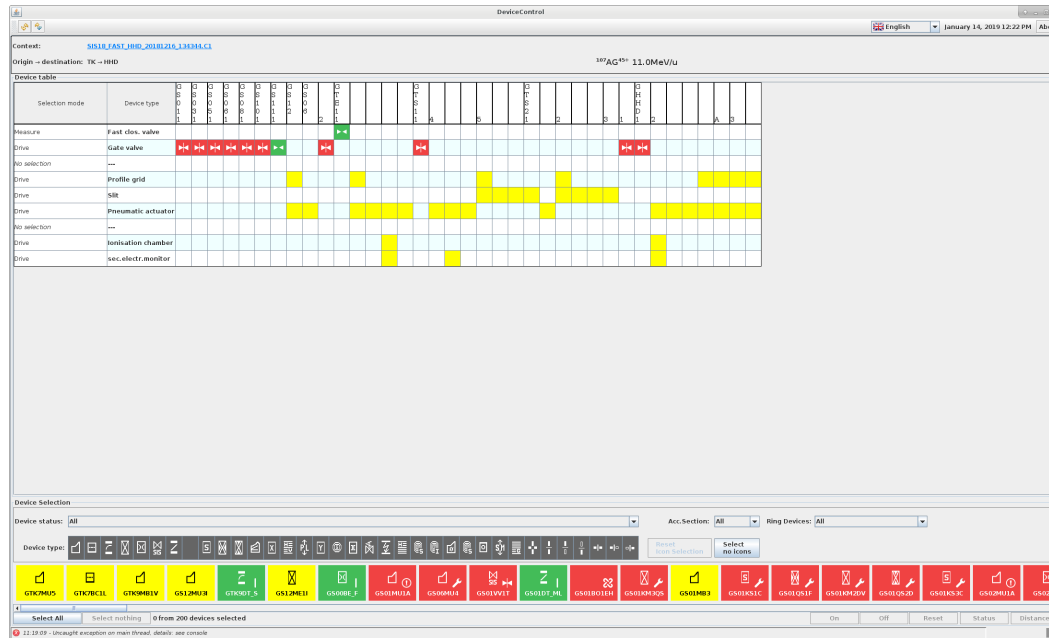 DeviceControl
English
January 14, 2019 12:22 PM
Abo
Context:
SIS18_FAST_HHD_20181216_134344.C1
Origin → destination: TK → HHD
¹⁰⁷AG⁴⁵⁺ 11.0MeV/u
Device table
Selection mode
Device type
Measure
Fast clos. valve
Drive
Gate valve
No selection
---
Drive
Profile grid
Drive
Slit
Drive
Pneumatic actuator
No selection
---
Drive
Ionisation chamber
Drive
sec.electr.monitor
Device Selection
Device status: All
Acc.Section: All
Ring Devices: All
Device type:
Reset
Icon Selection
Select
no icons
GTK7MU5
GTK7BC1L
GTK9MB1V
GS12MU3I
GTK9DT_S
GS12ME1I
GS00BE_F
GS01MU1A
GS06MU4
GS01VV1T
GS01DT_ML
GS01BO1EH
GS01KM3QS
GS01MB3
GS01KS1C
GS01QS1F
GS01KM2DV
GS01QS2D
GS01KS3C
GS02MU1A
GS02
Select All
Select nothing
0 from 200 devices selected
On
Off
Reset
Status
Distance
11:19:09 - Uncaught exception on main thread, details: see console